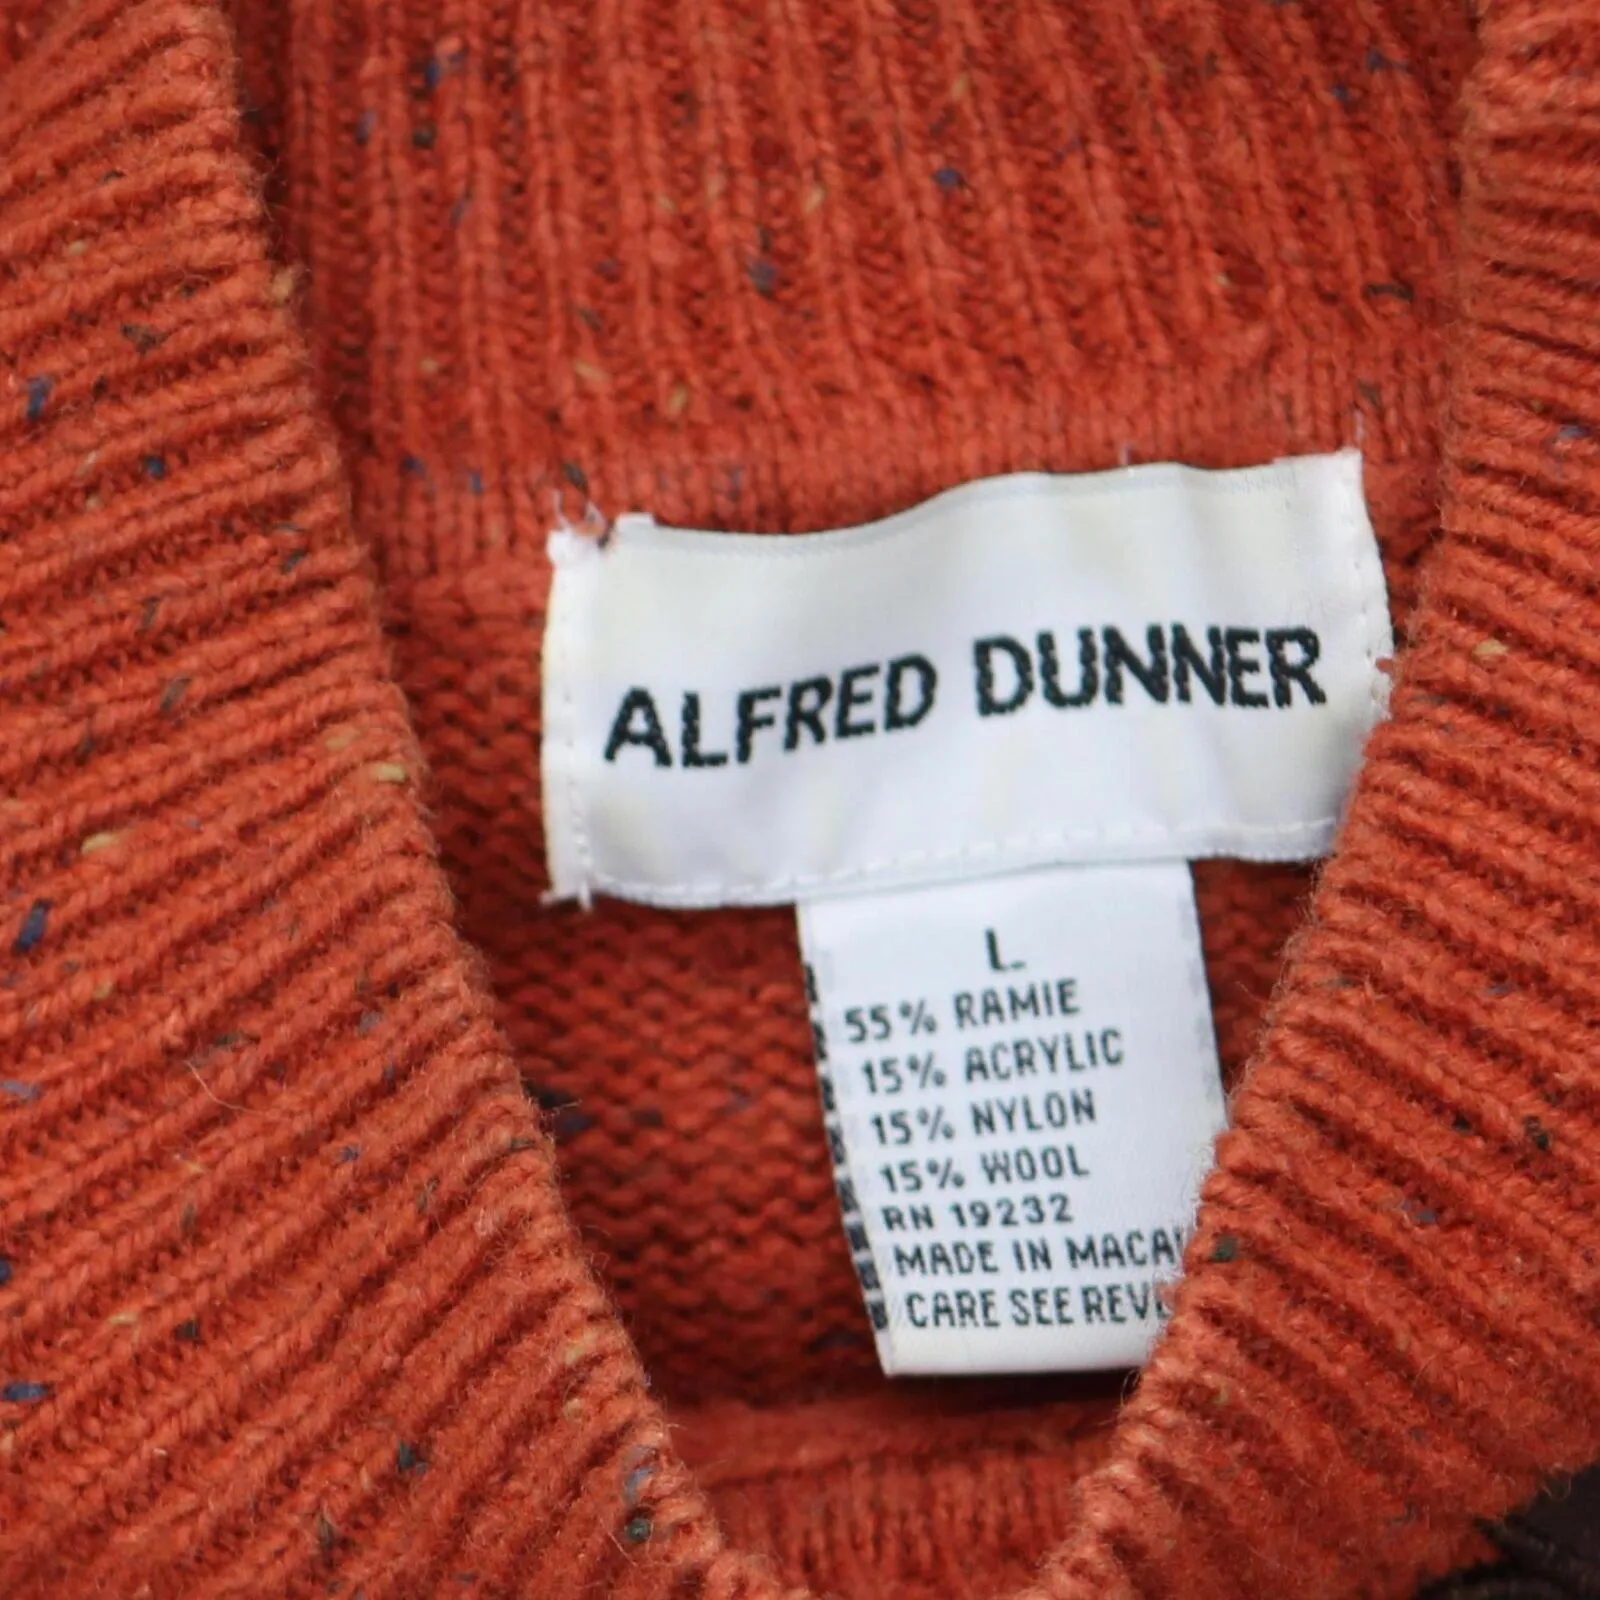 ALFRED DUNNER
L
55% RAMIE
15% ACRYLIC
15% NYLON
15% WOOL
RN 19232
MADE IN
CARE SEE